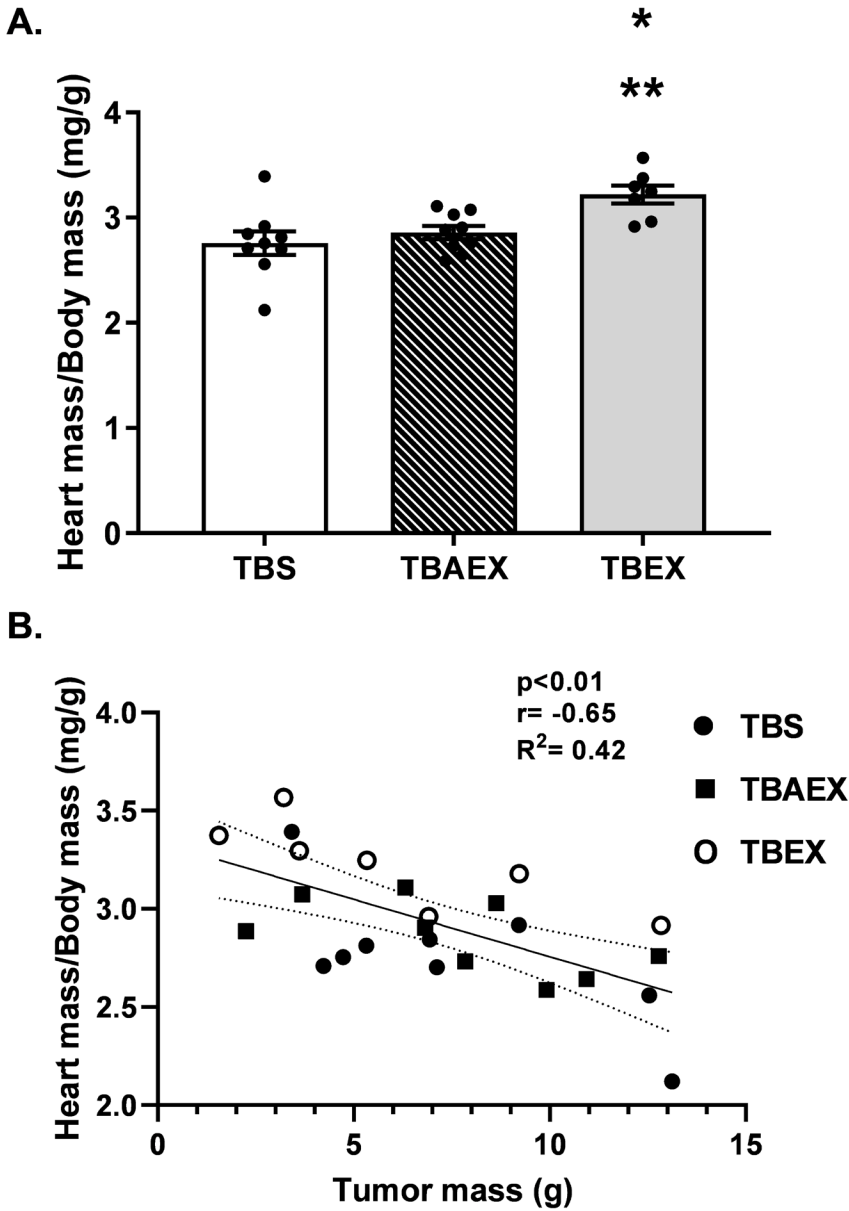 A.
*
**
Heart mass/Body mass (mg/g)
4
3
2
1
0
TBS
TBAEX
TBEX
B.
p<0.01
r= -0.65
R²= 0.42
TBS
TBAEX
TBEX
Heart mass/Body mass (mg/g)
4.0
3.5
3.0
2.5
2.0
0
5
10
15
Tumor mass (g)